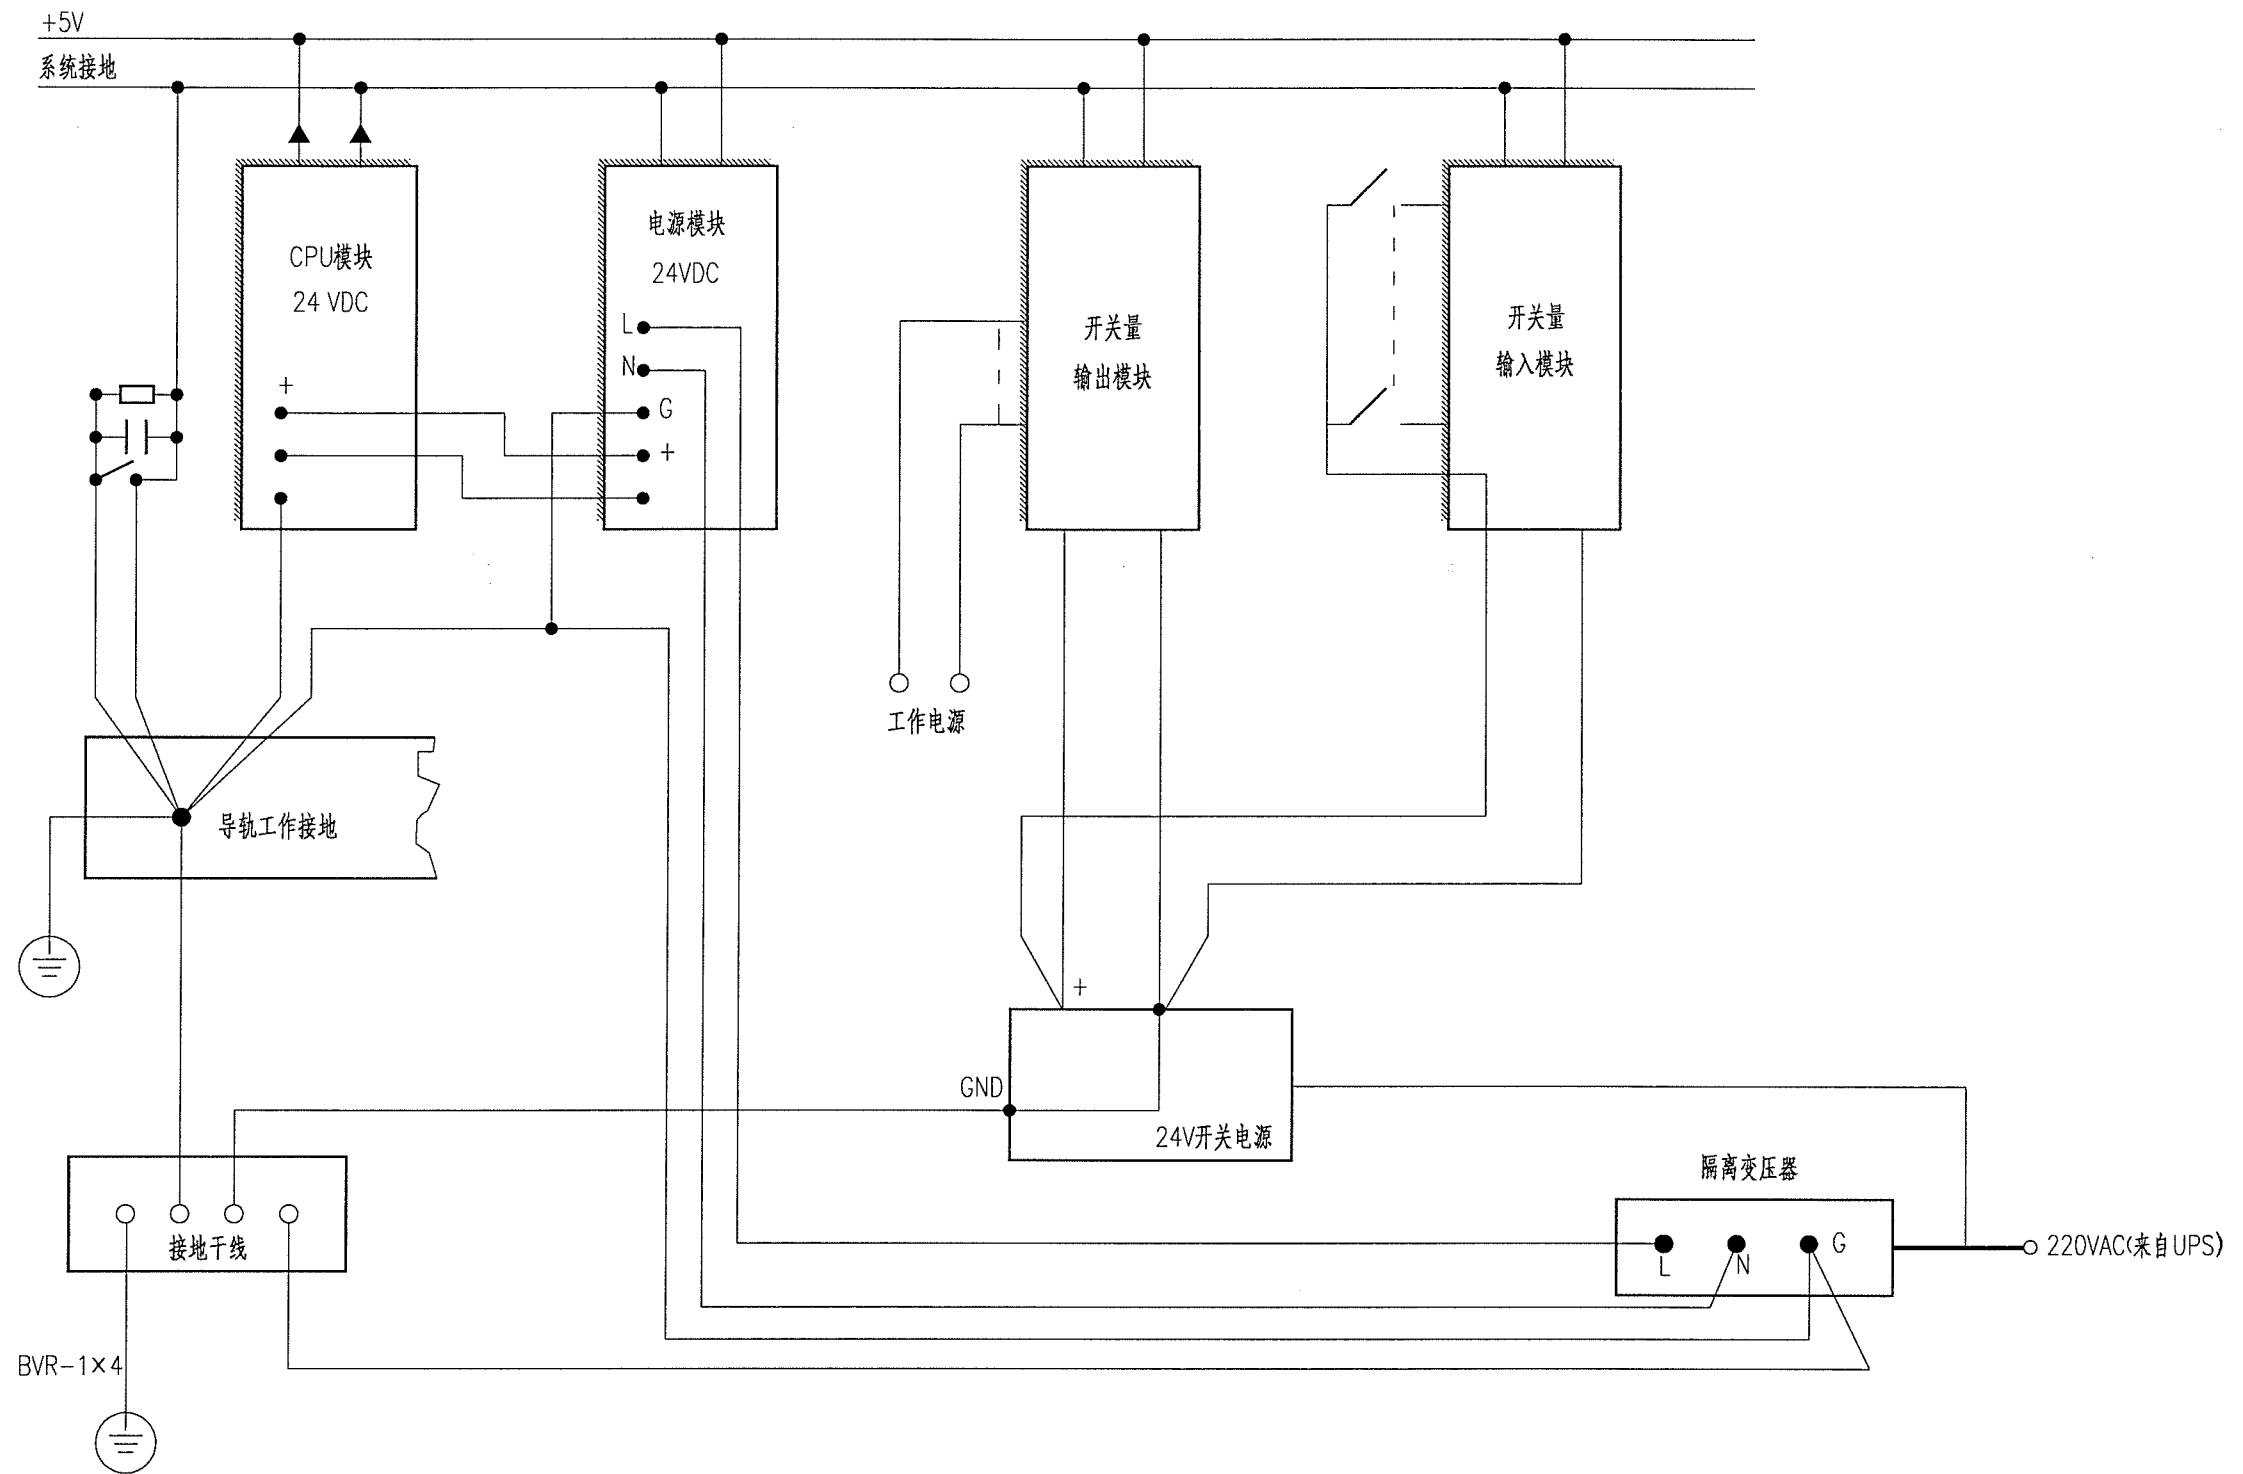 +5V
系统接地
CPU模块
24 VDC
+
电源模块
24VDC
L
N
G
+
开关量
输出模块
开关量
输入模块
工作电源
导轨工作接地
+
GND
24V开关电源
隔离变压器
L
N
G
220VAC(来自UPS)
接地干线
BVR-1×4